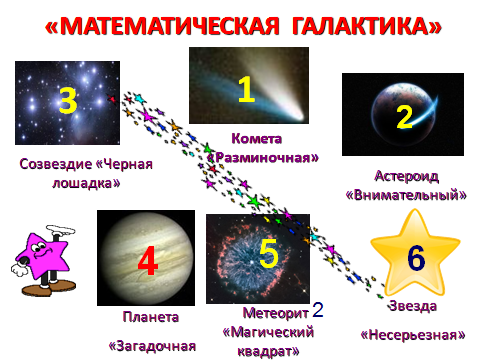 «МАТЕМАТИЧЕСКАЯ ГАЛАКТИКА»
3
1
2
Созвездие «Черная
лошадка»
Комета
«Разминочная»
Астероид
«Внимательный»
4
5
6
Планета
«Загадочная
Метеорит 2
«Магический
квадрат»
Звезда
«Несерьезная»